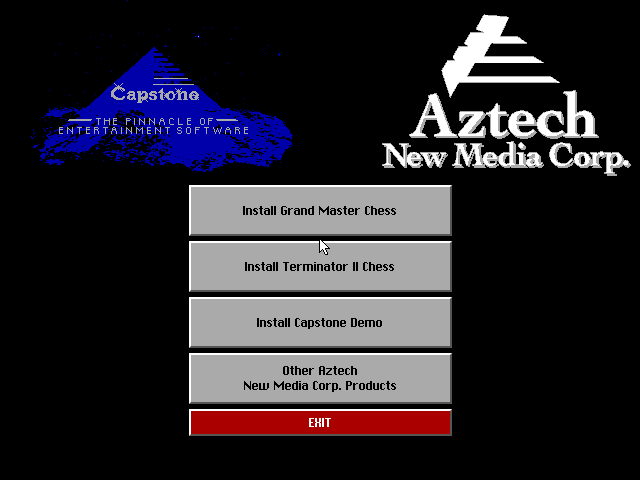 Capstone
THE PINNACLE OF
ENTERTAINMENT SOFTWARE
Aztech
New Media Corp.
Install Grand Master Chess
Install Terminator II Chess
Install Capstone Demo
Other Aztech
New Media Corp. Products
EXIT